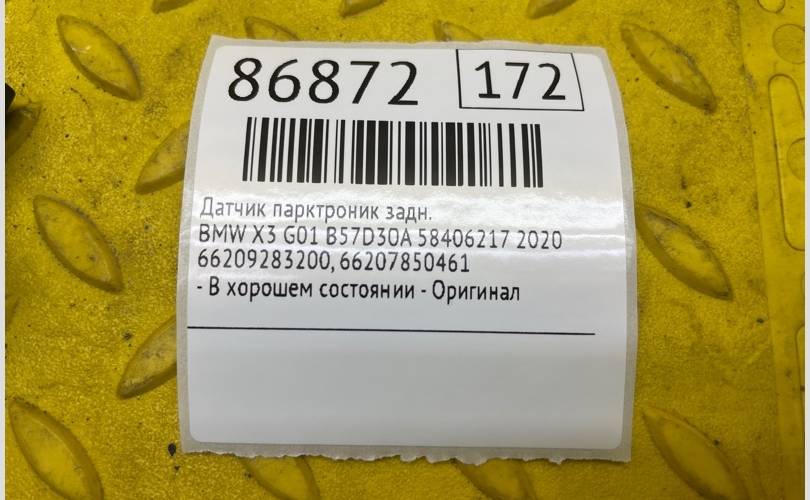 86872 172
Датчик парктроник задн.
BMW X3 G01 B57D30A 58406217 2020
66209283200, 66207850461
- В хорошем состоянии - Оригинал